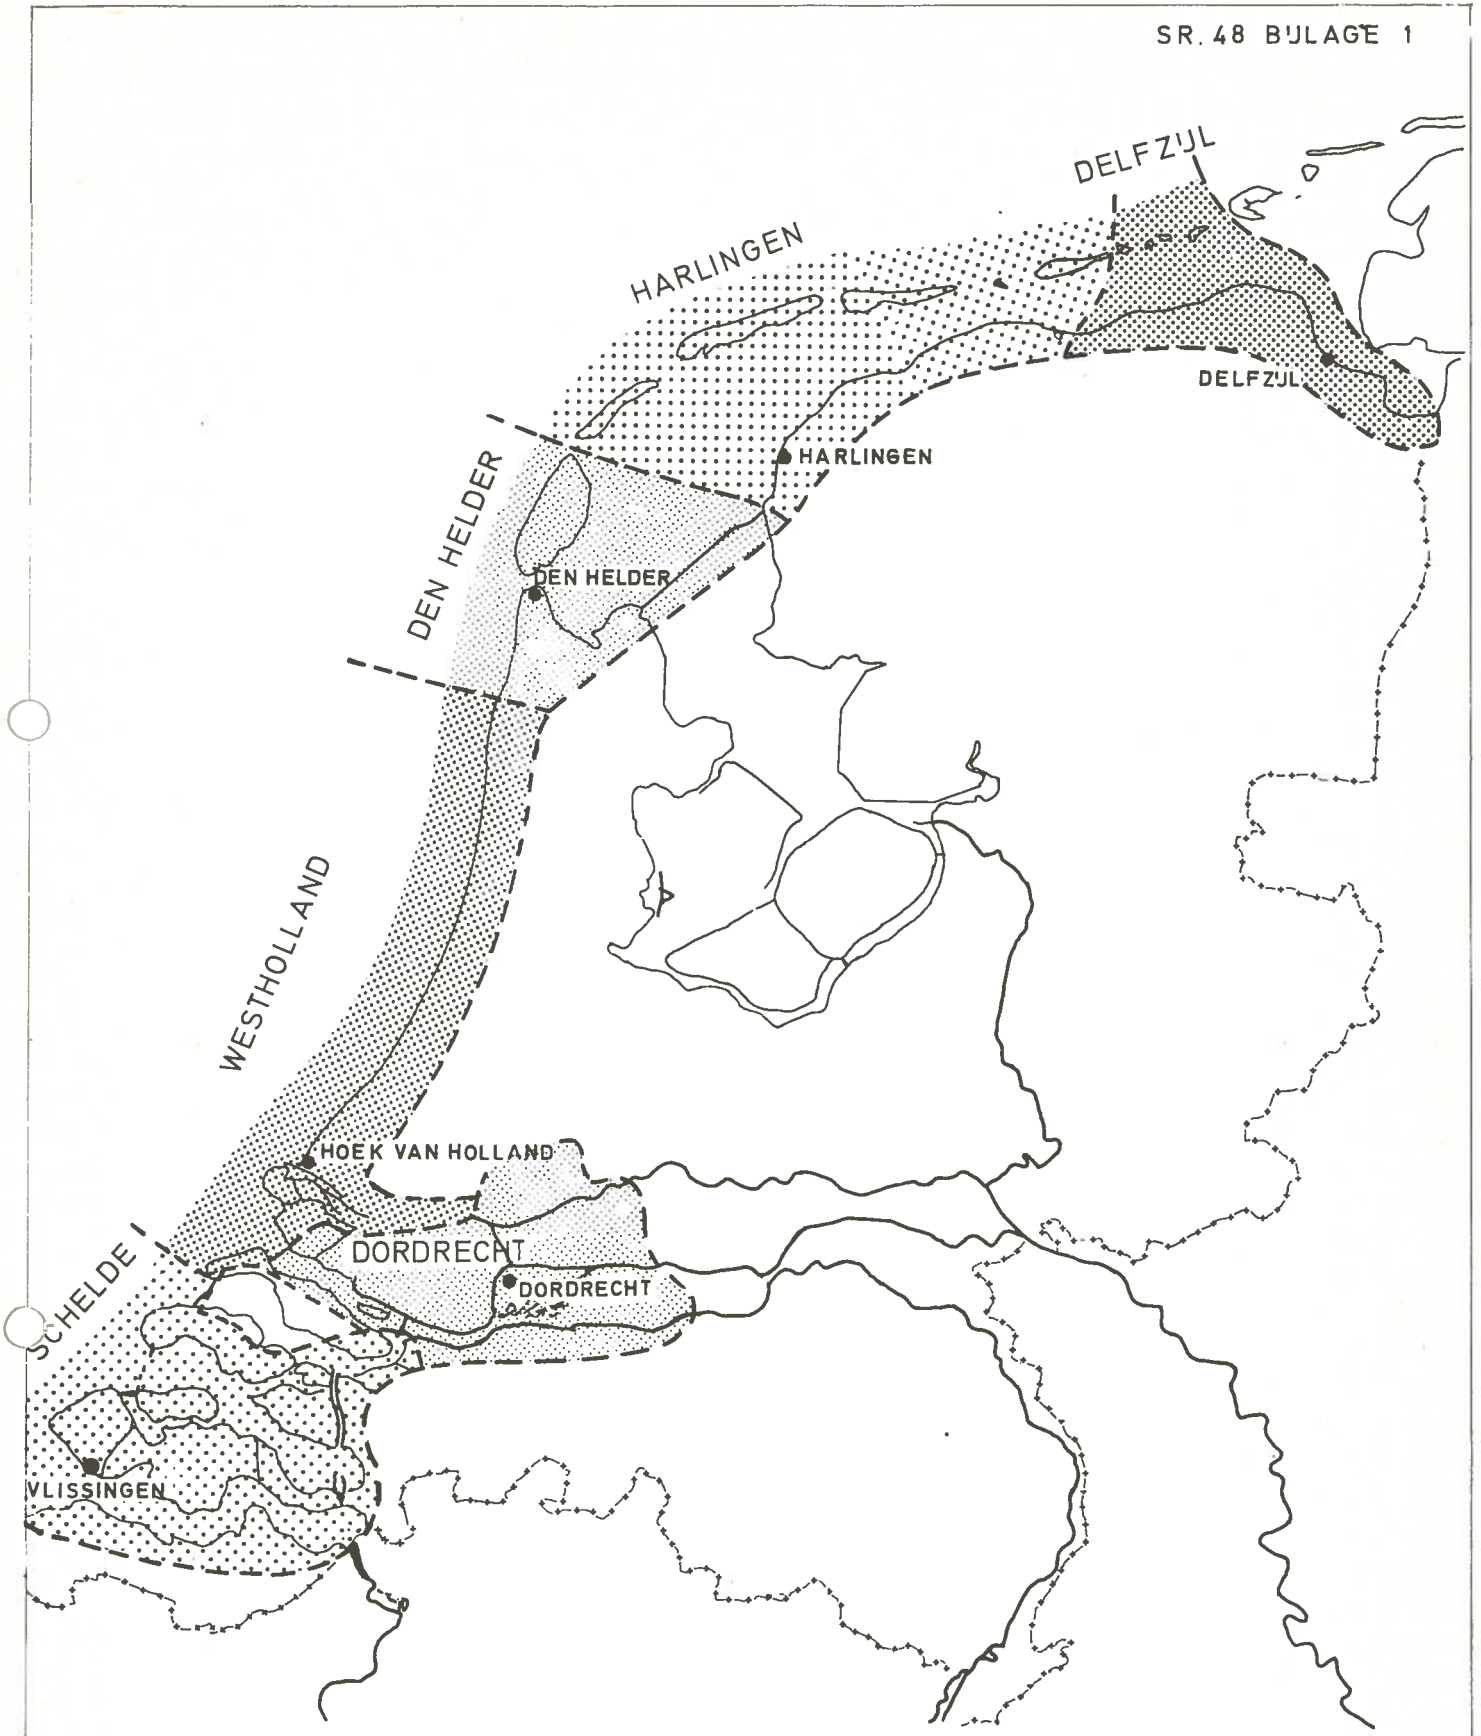 SR. 48 BIJLAGE 1
DELFZIJL
HARLINGEN
DELFZIJL
HARLINGEN
DEN HELDER
DEN HELDER
WESTHOLLAND
HOEK VAN HOLLAND
DORDRECHT
SCHELDE
DORDRECHT
VLISSINGEN